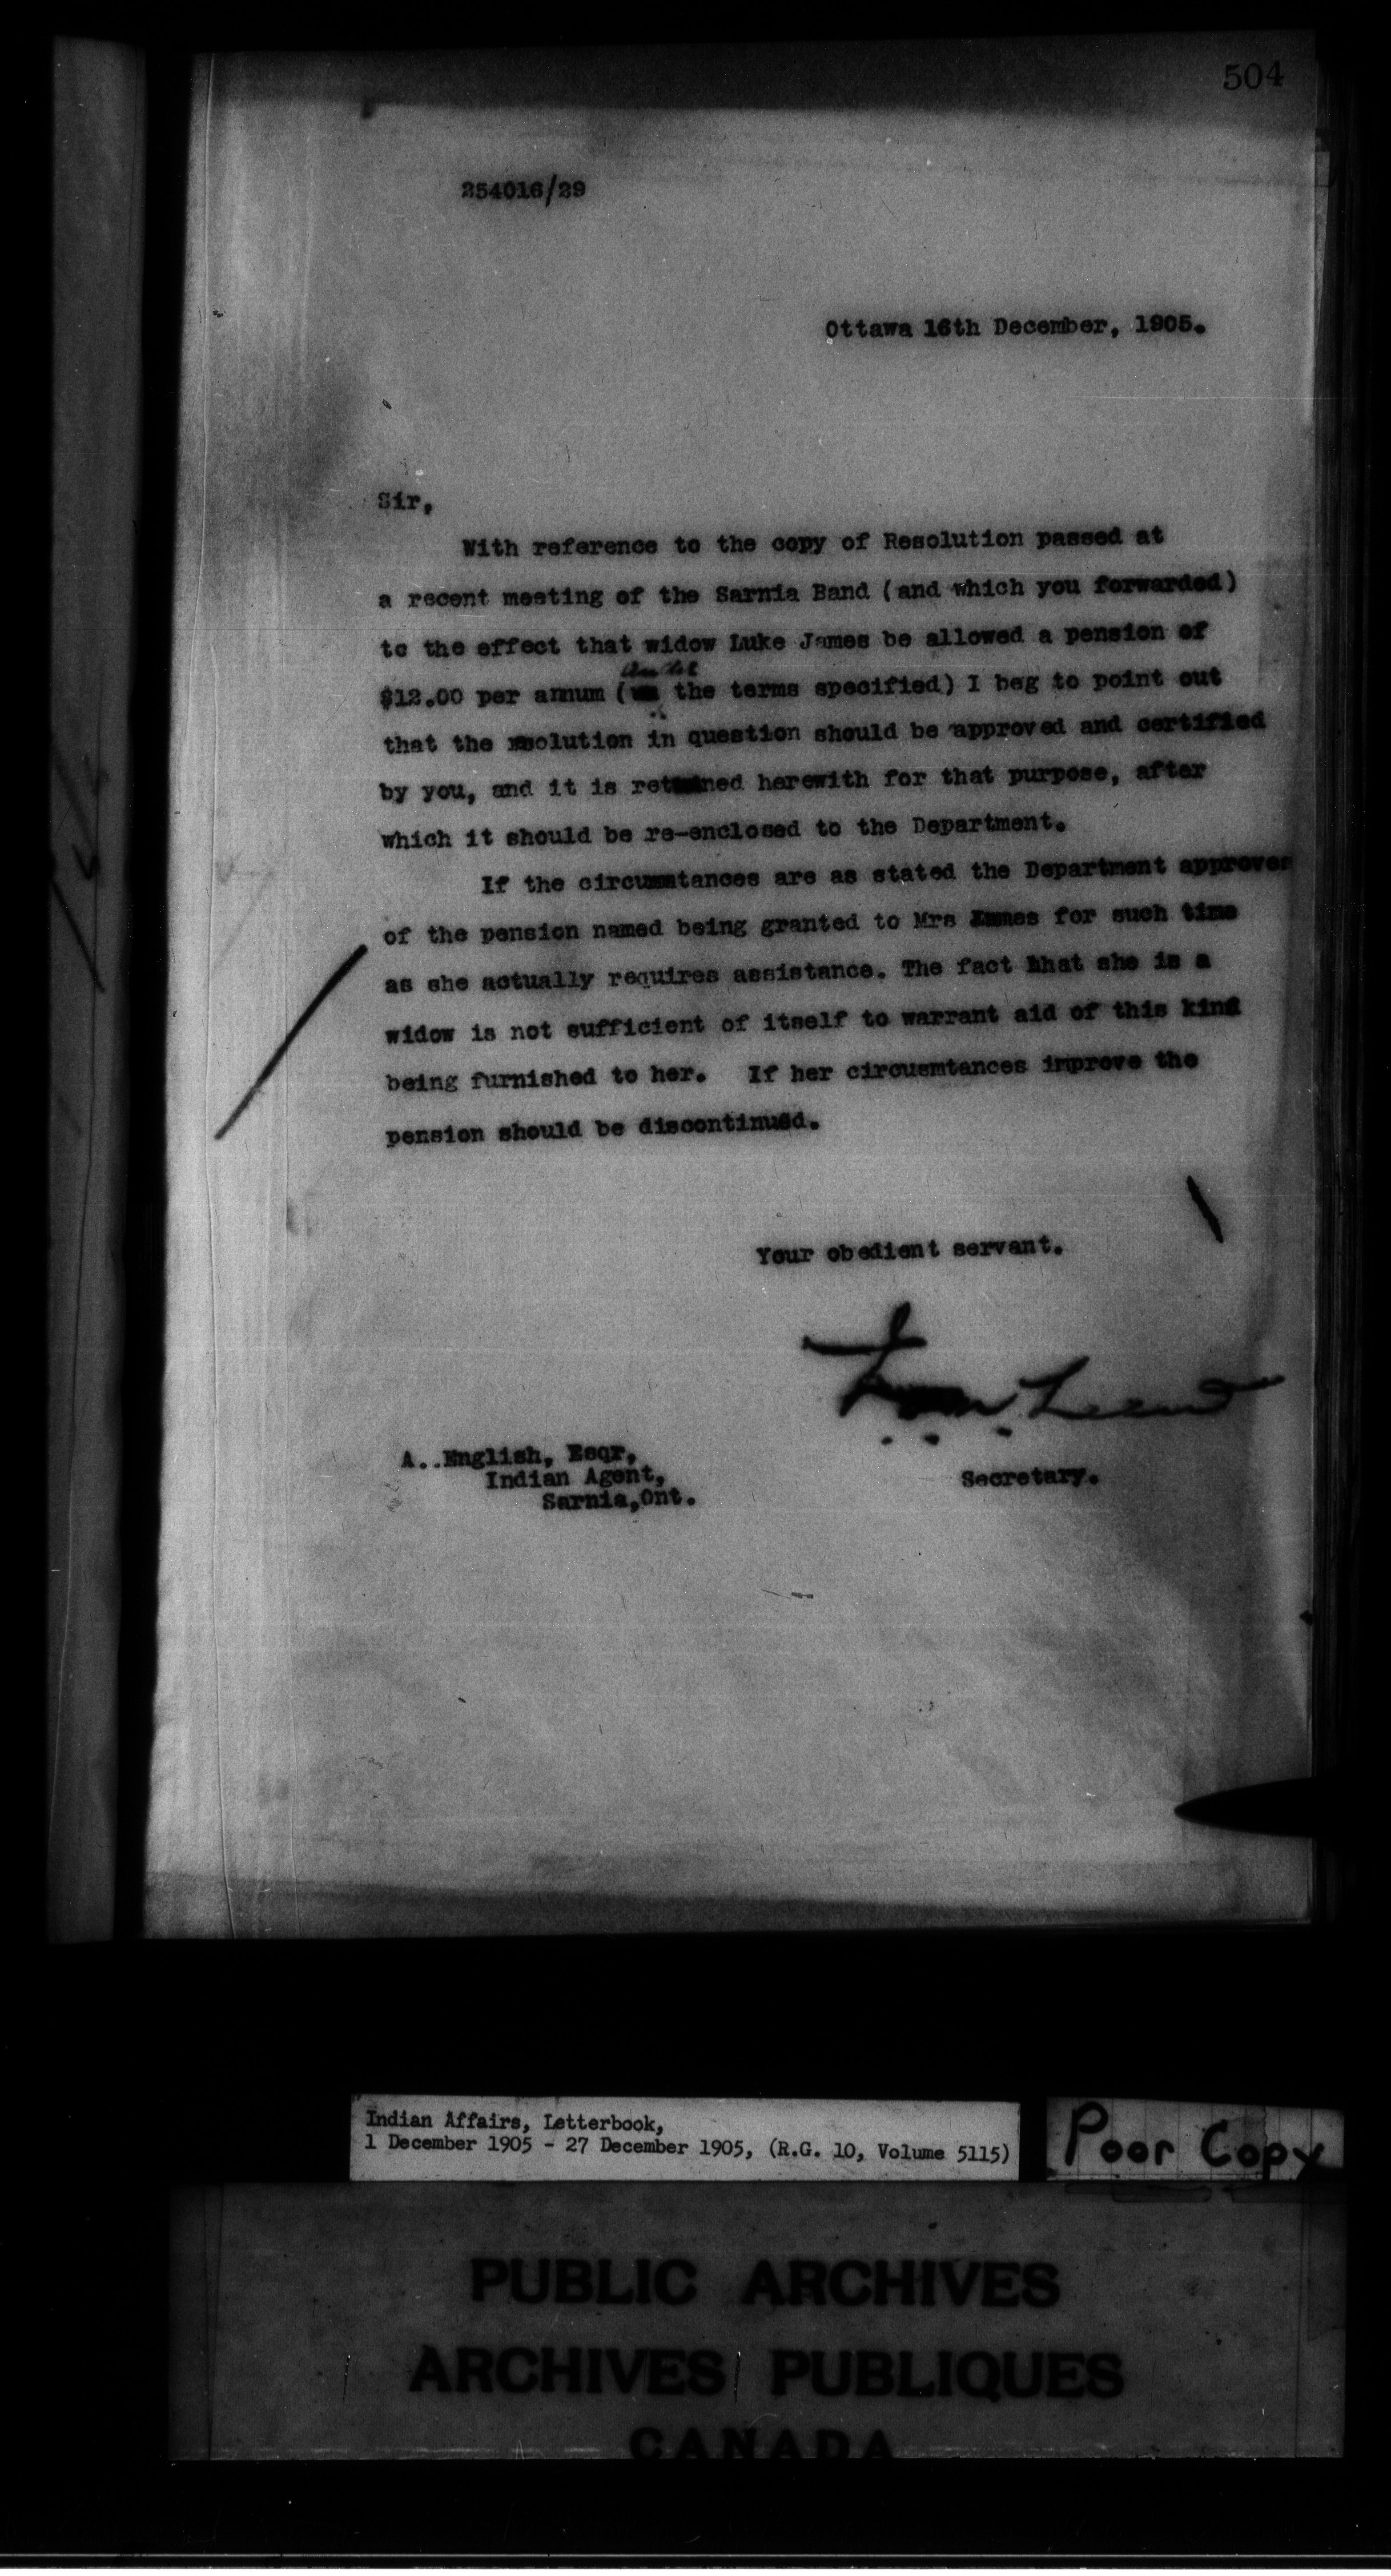 504
254016/29
Ottawa 16th December, 1905.
Sir,
With reference to the copy of Resolution passed at
a recent meeting of the Sarnia Band (and which you forwarded)
to the effect that widow Luke James be allowed a pension of
under
$12.00 per annum ( the terms specified) I beg to point out
that the resolution in question should be approved and certified
by you, and it is returned herewith for that purpose, after
which it should be re-enclosed to the Department.
If the circumstances are as stated the Department approves
of the pension named being granted to Mrs James for such time
as she actually requires assistance. The fact that she is a
widow is not sufficient of itself to warrant aid of this kind
being furnished to her. If her circusmtances improve the
pension should be discontinued.
Your obedient servant.
A..English, Esqr,
Indian Agent,
Sarnia,Ont.
Secretary.
Indian Affairs, Letterbook,
1 December 1905 - 27 December 1905, (R.G. 10, Volume 5115)
Poor Copy
PUBLIC ARCHIVES
ARCHIVES PUBLIQUES
CANADA